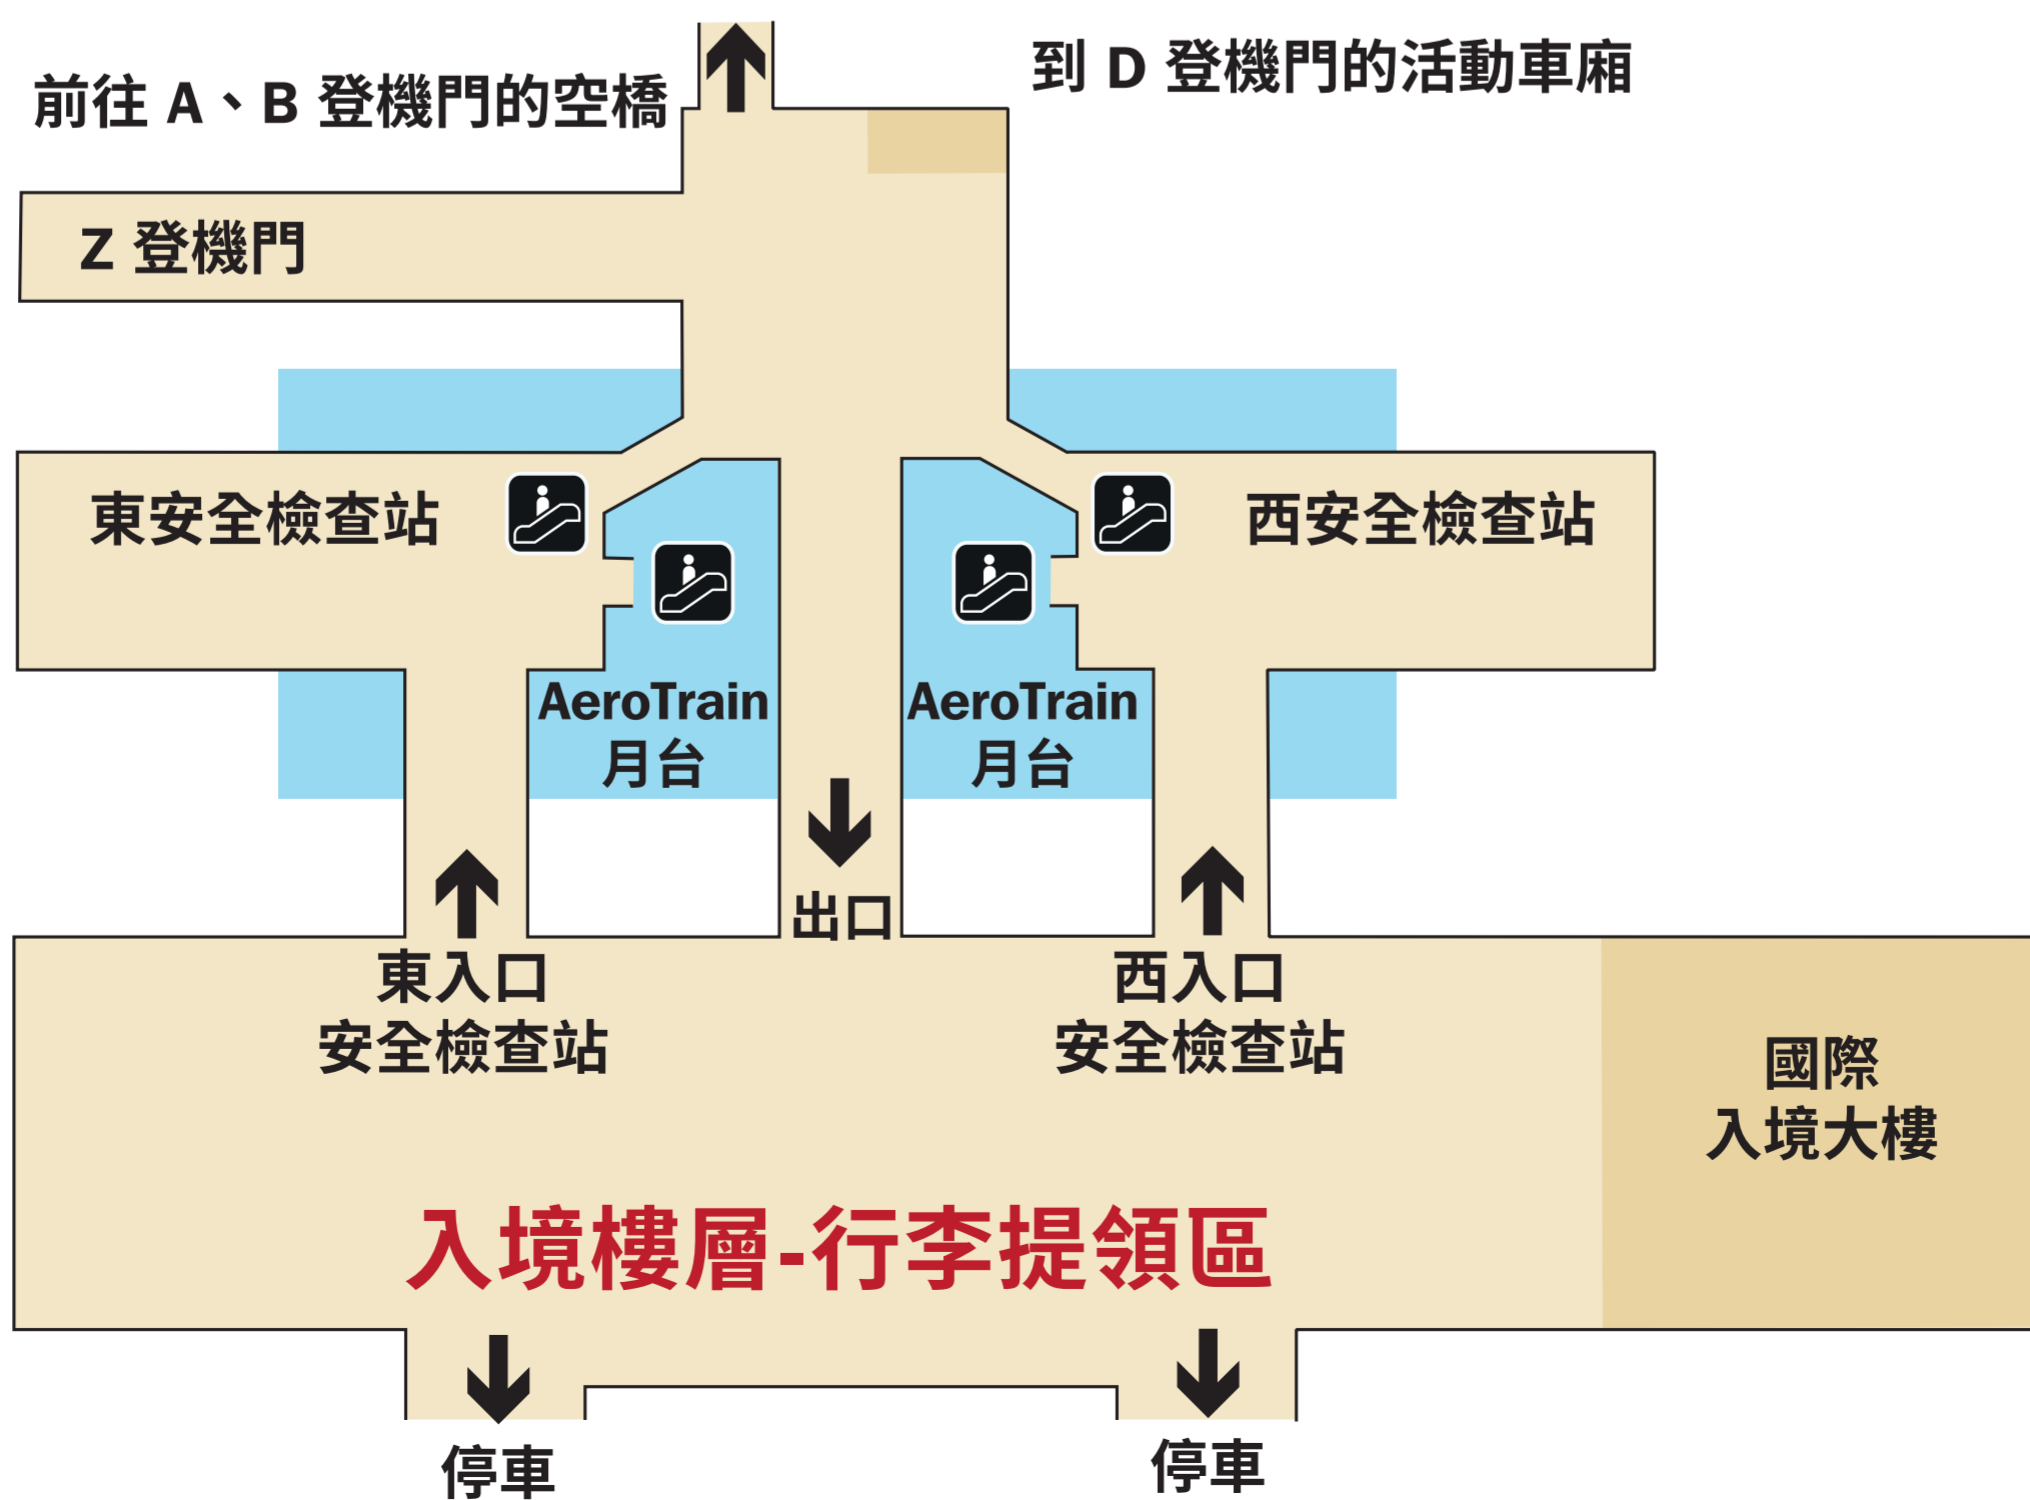 到 D 登機門的活動車廂
前往 A、B 登機門的空橋
Z 登機門
東安全檢查站
西安全檢查站
AeroTrain
月台
AeroTrain
月台
出口
東入口
安全檢查站
西入口
安全檢查站
國際
入境大樓
入境樓層-行李提領區
停車
停車